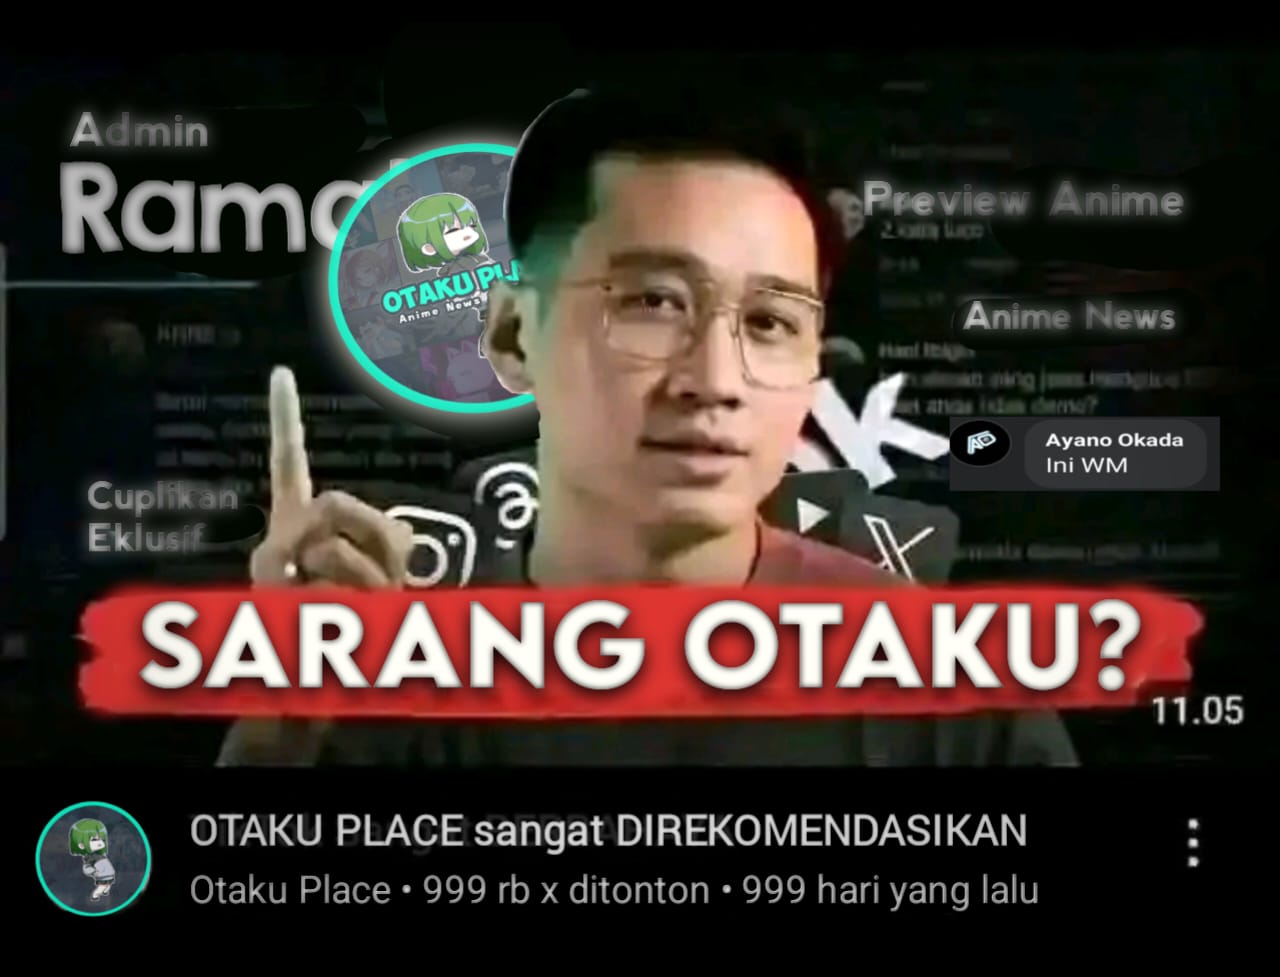 Admin
Rama
OTAKU PLA
Anime News
Preview Anime
Anime News
Ayano Okada
Ini WM
Cuplikan
Eklusif
SARANG OTAKU?
11.05
OTAKU PLACE sangat DIREKOMENDASIKAN
Otaku Place • 999 rb x ditonton • 999 hari yang lalu